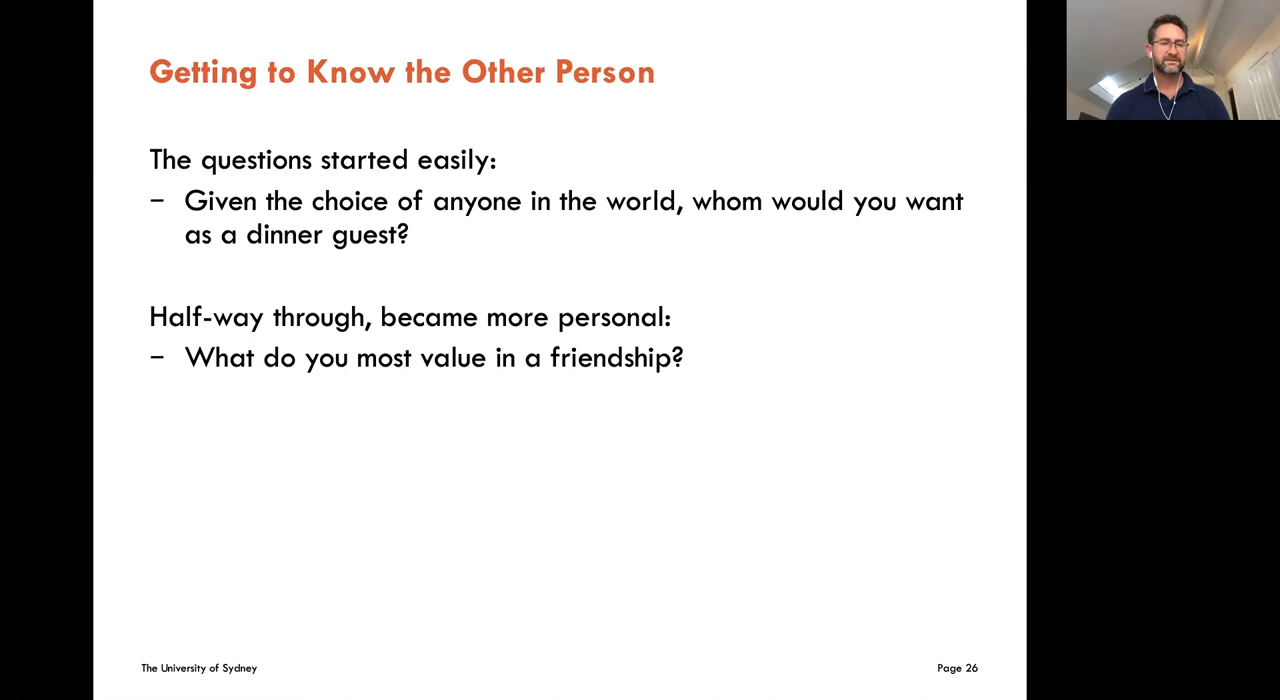 Getting to Know the Other Person
The questions started easily:
– Given the choice of anyone in the world, whom would you want
as a dinner guest?
Half-way through, became more personal:
– What do you most value in a friendship?
The University of Sydney
Page 26